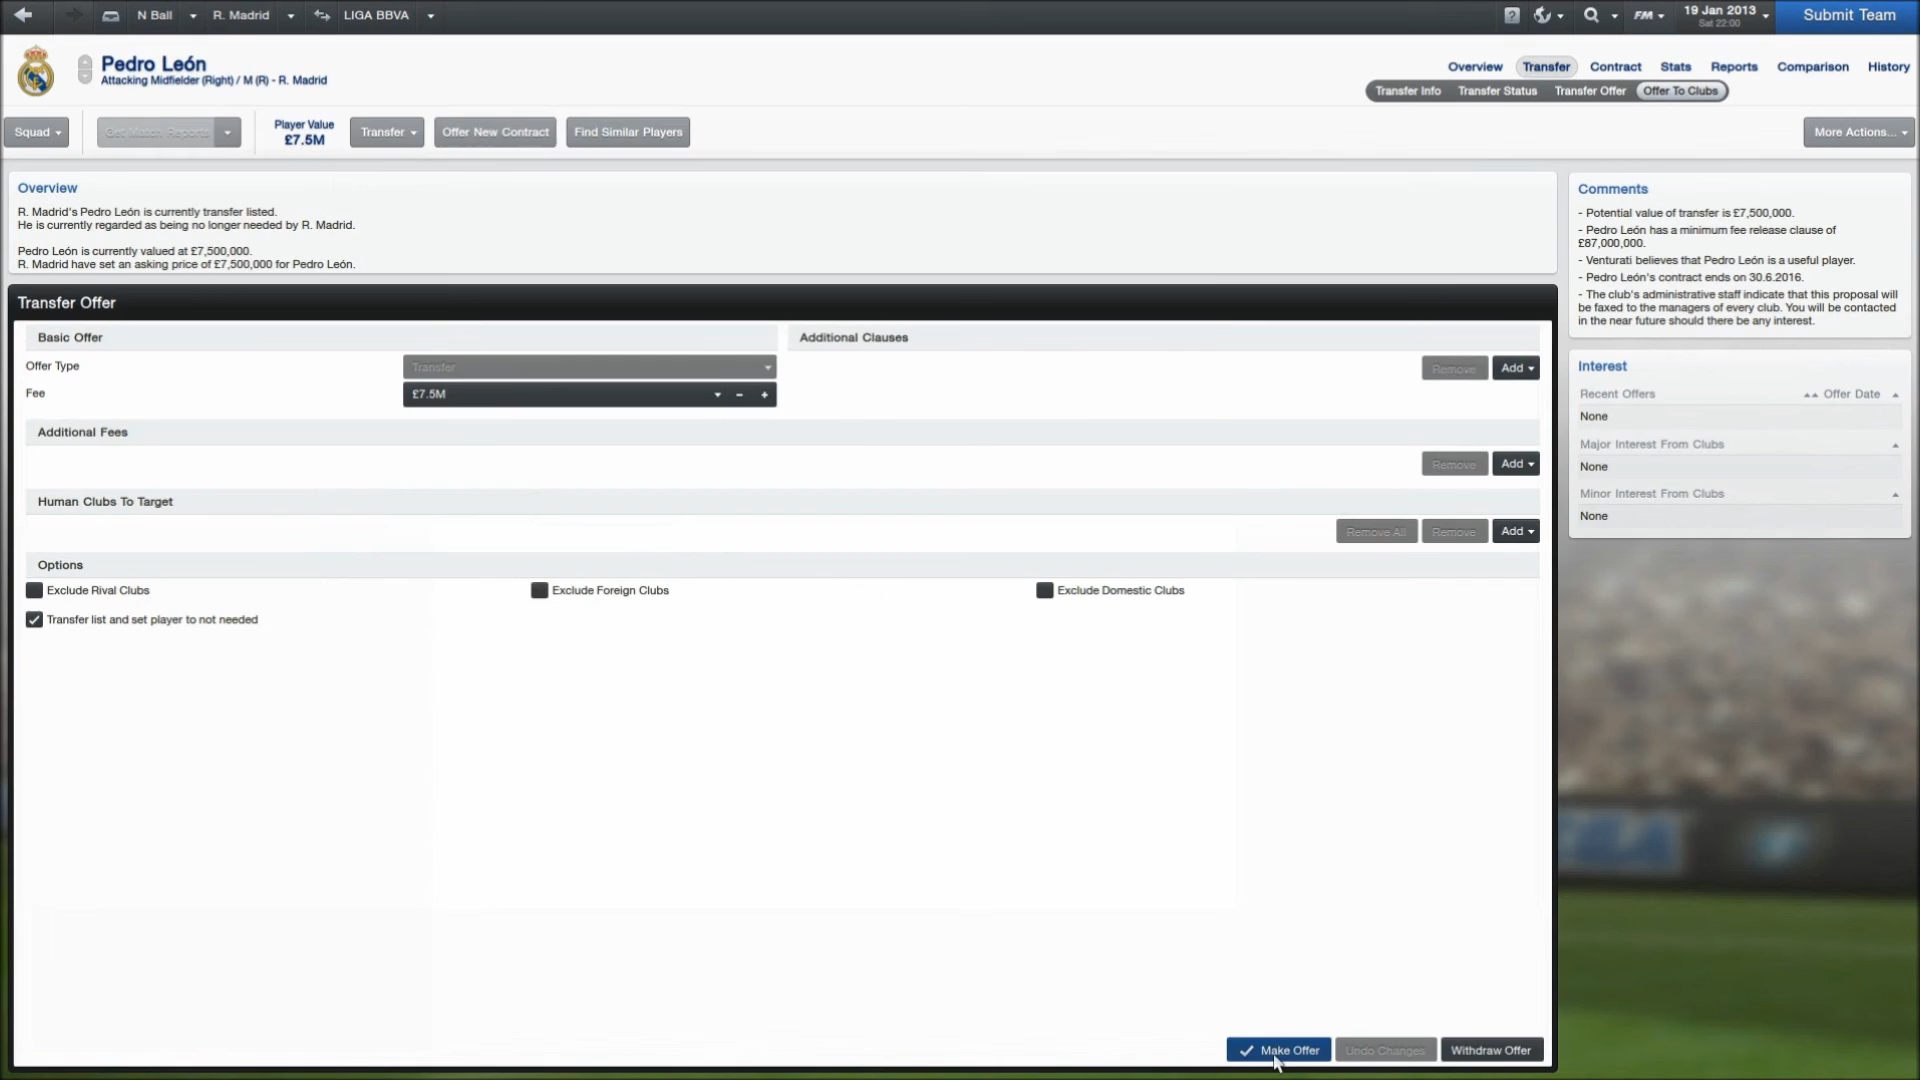 N Ball R. Madrid LIGA BBVA FM 19 Jan 2013 Submit Team
Sat 22:00
Pedro León
Attacking Midfielder (Right) / M (R) - R. Madrid
Overview Transfer Contract Stats Reports Comparison History
Transfer Info Transfer Status Transfer Offer Offer To Clubs
Squad Get Match Reports Player Value Transfer Offer New Contract Find Similar Players More Actions...
£7.5M
Overview
R. Madrid's Pedro León is currently transfer listed.
He is currently regarded as being no longer needed by R. Madrid.
Pedro León is currently valued at £7,500,000.
R. Madrid have set an asking price of £7,500,000 for Pedro León.
Transfer Offer
Basic Offer
Offer Type Transfer
Fee £7.5M
Additional Clauses
Remove Add
Additional Fees
Remove Add
Human Clubs To Target
Remove All Remove Add
Options
Exclude Rival Clubs Exclude Foreign Clubs Exclude Domestic Clubs
Transfer list and set player to not needed
Make Offer Undo Changes Withdraw Offer
Comments
- Potential value of transfer is £7,500,000.
- Pedro León has a minimum fee release clause of
£87,000,000.
- Venturati believes that Pedro León is a useful player.
- Pedro León's contract ends on 30.6.2016.
- The club's administrative staff indicate that this proposal will
be faxed to the managers of every club. You will be contacted
in the near future should there be any interest.
Interest
Recent Offers Offer Date
None
Major Interest From Clubs
None
Minor Interest From Clubs
None